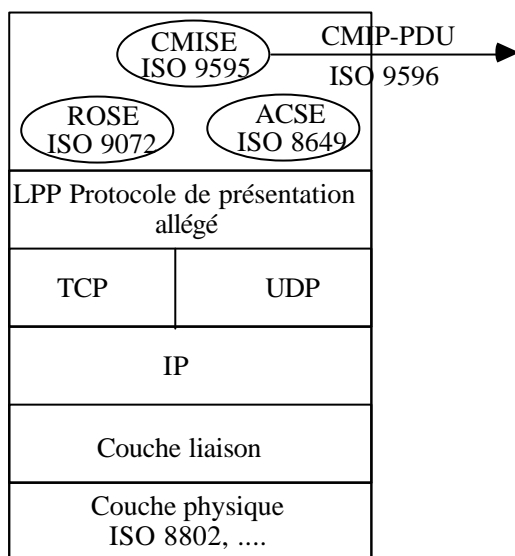 CMISE
ISO 9595
CMIP-PDU
ISO 9596
ROSE
ISO 9072
ACSE
ISO 8649
LPP Protocole de présentation
allégé
TCP
UDP
IP
Couche liaison
Couche physique
ISO 8802, ....